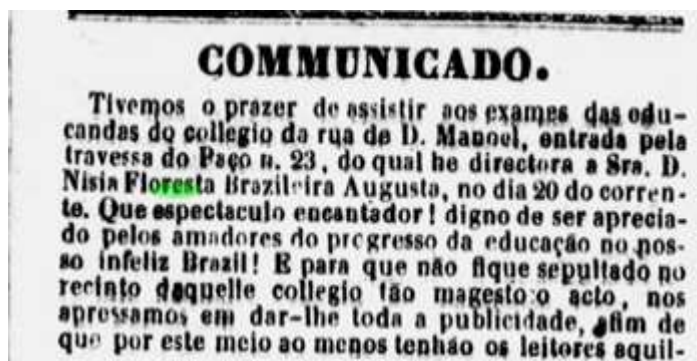 COMMUNICADO.
Tivemos o prazer de assistir aos exames das edu-
candas do collegio da rua de D. Manoel, entrada pela
travessa do Paço n. 23, do qual he directora a Sra. D.
Nisia Floresta Brazileira Augusta, no dia 20 do corren-
te. Que espectaculo encantador! digno de ser aprecia-
do pelos amadores do progresso da educação no nos-
so infeliz Brazil! E para que não fique sepultado no
recinto daquelle collegio tão magestoso acto, nos
apressamos em dar-lhe toda a publicidade, afim de
que por este meio ao menos tenhão os leitores aquil-